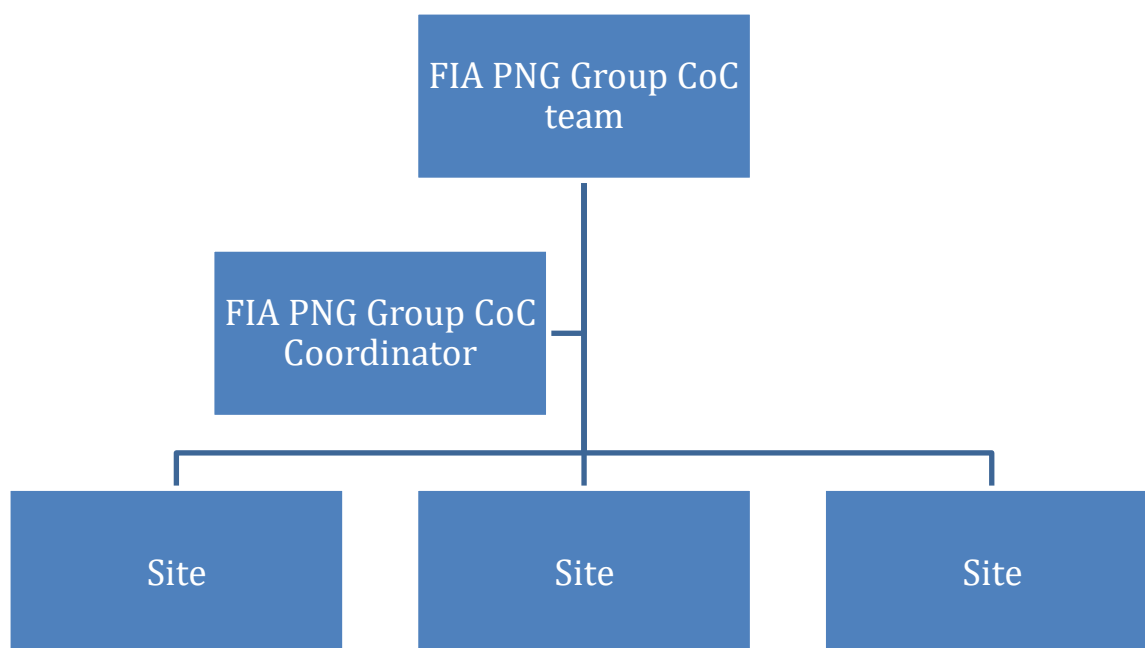 FIA PNG Group CoC
team
FIA PNG Group CoC
Coordinator
Site
Site
Site